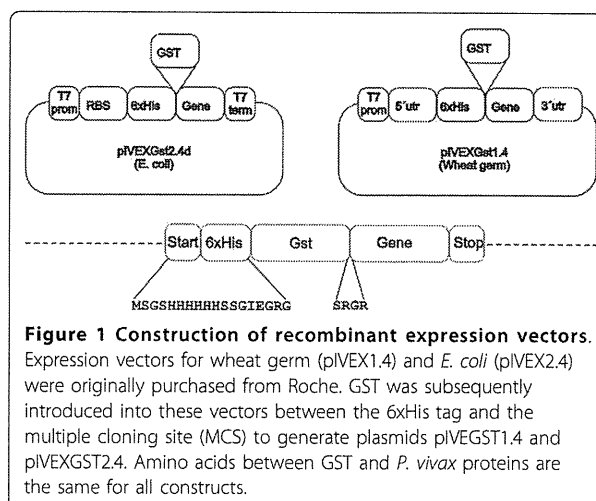 GST
GST
T7 prom RBS 6xHis Gene T7 term
T7 prom 5´utr 6xHis Gene 3´utr
pIVEXGst2.4d
(E. coli)
pIVEXGst1.4
(Wheat germ)
Start 6xHis Gst Gene Stop
MSGSHHHHHHSSGIEGRG SRGR
Figure 1 Construction of recombinant expression vectors.
Expression vectors for wheat germ (pIVEX1.4) and E. coli (pIVEX2.4)
were originally purchased from Roche. GST was subsequently
introduced into these vectors between the 6xHis tag and the
multiple cloning site (MCS) to generate plasmids pIVEGST1.4 and
pIVEXGST2.4. Amino acids between GST and P. vivax proteins are
the same for all constructs.